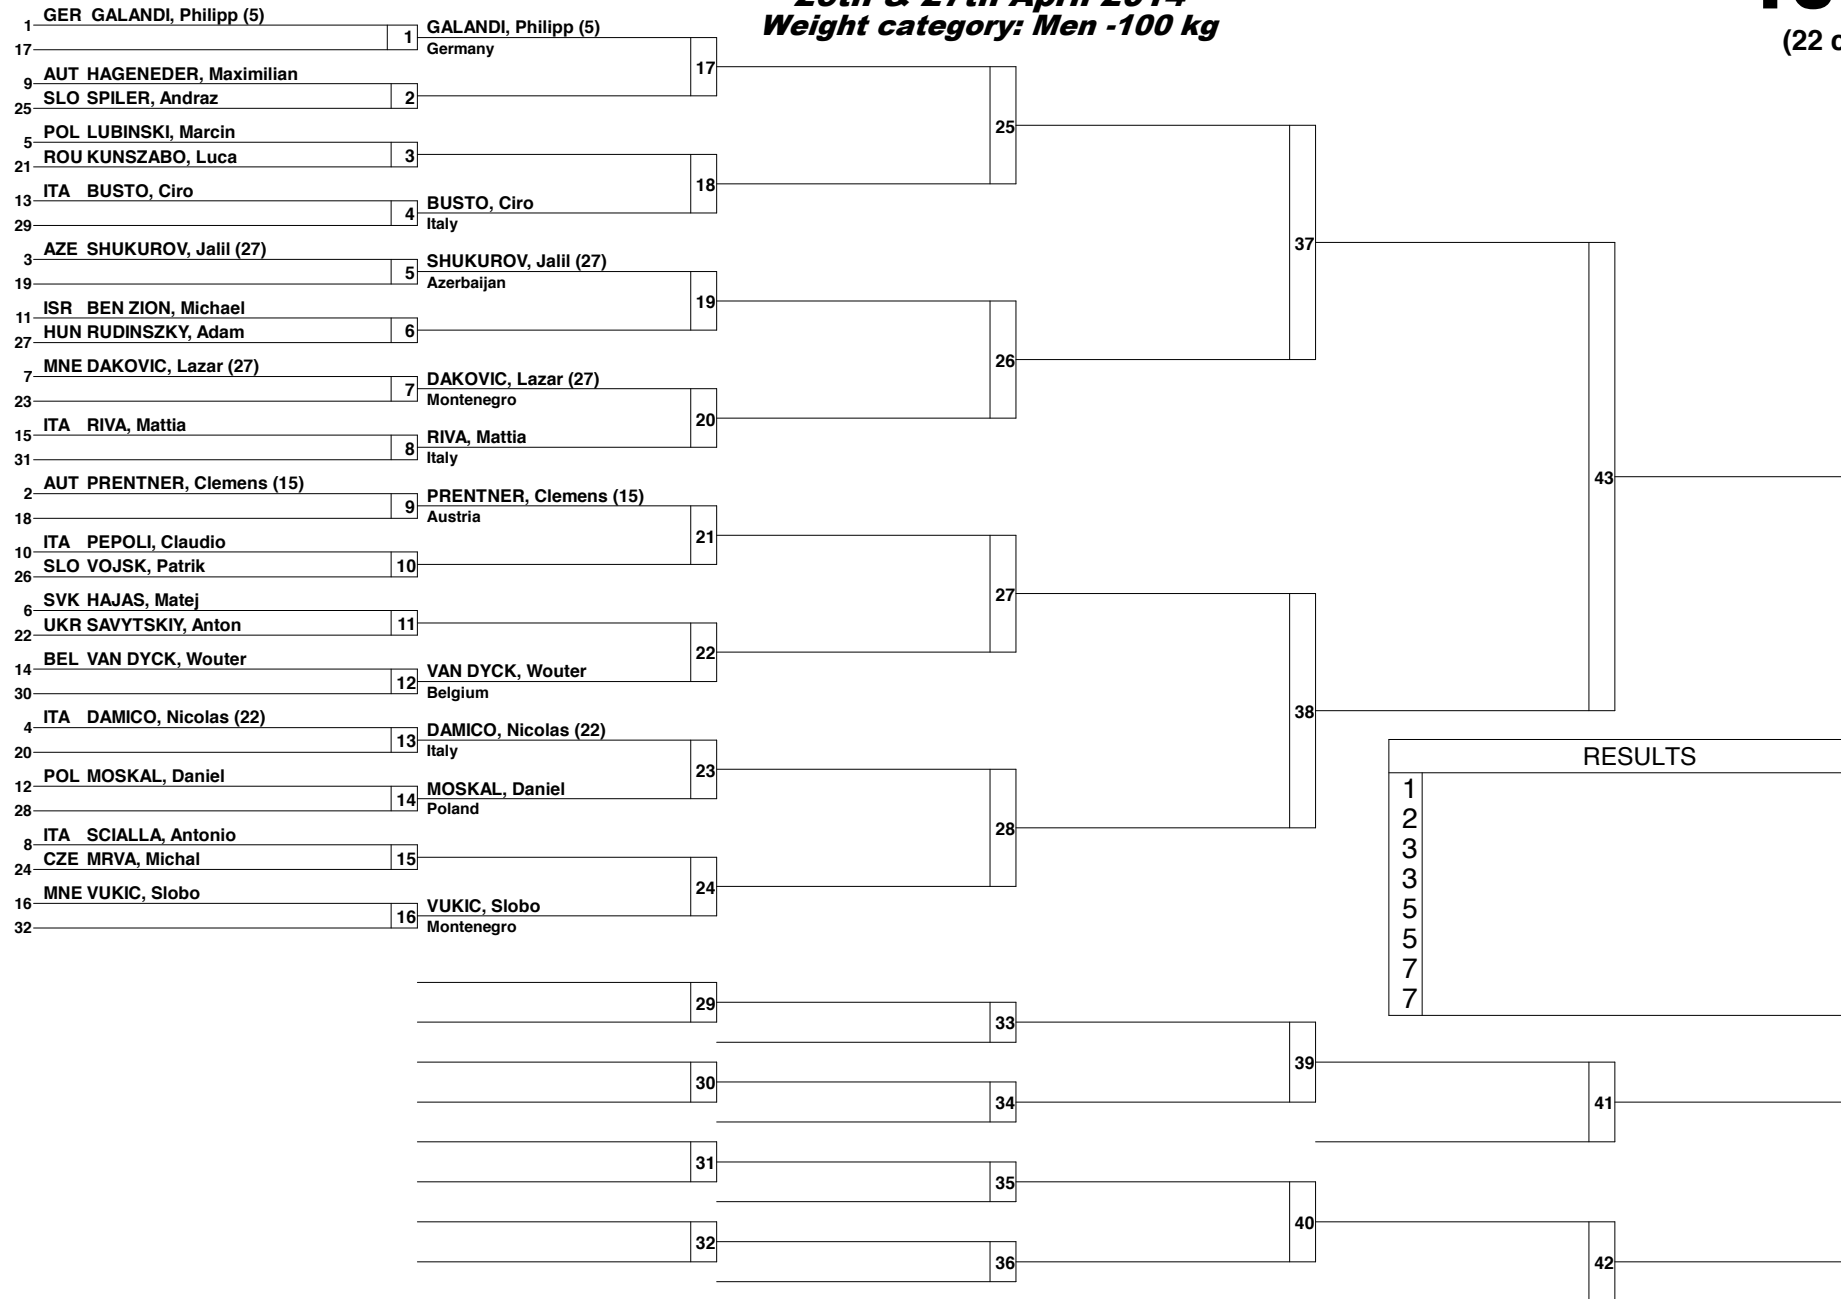 26th & 27th April 2014
Weight category: Men -100 kg
(22
1 GER GALANDI, Philipp (5)
17
1 GALANDI, Philipp (5)
Germany
9 AUT HAGENEDER, Maximilian
25 SLO SPILER, Andraz
2
17
5 POL LUBINSKI, Marcin
21 ROU KUNSZABO, Luca
3
25
13 ITA BUSTO, Ciro
29
4 BUSTO, Ciro
Italy
18
3 AZE SHUKUROV, Jalil (27)
19
5 SHUKUROV, Jalil (27)
Azerbaijan
37
11 ISR BEN ZION, Michael
27 HUN RUDINSZKY, Adam
6
19
7 MNE DAKOVIC, Lazar (27)
23
7 DAKOVIC, Lazar (27)
Montenegro
26
15 ITA RIVA, Mattia
31
8 RIVA, Mattia
Italy
20
2 AUT PRENTNER, Clemens (15)
18
9 PRENTNER, Clemens (15)
Austria
43
10 ITA PEPOLI, Claudio
26 SLO VOJSK, Patrik
10
21
6 SVK HAJAS, Matej
22 UKR SAVYTSKIY, Anton
11
27
14 BEL VAN DYCK, Wouter
30
12 VAN DYCK, Wouter
Belgium
22
4 ITA DAMICO, Nicolas (22)
20
13 DAMICO, Nicolas (22)
Italy
38
12 POL MOSKAL, Daniel
28
14 MOSKAL, Daniel
Poland
23
8 ITA SCIALLA, Antonio
24 CZE MRVA, Michal
15
28
16 MNE VUKIC, Slobo
32
16 VUKIC, Slobo
Montenegro
24
RESULTS
1
2
3
3
5
5
7
7
29
33
30
39
34
41
31
35
32
40
36
42